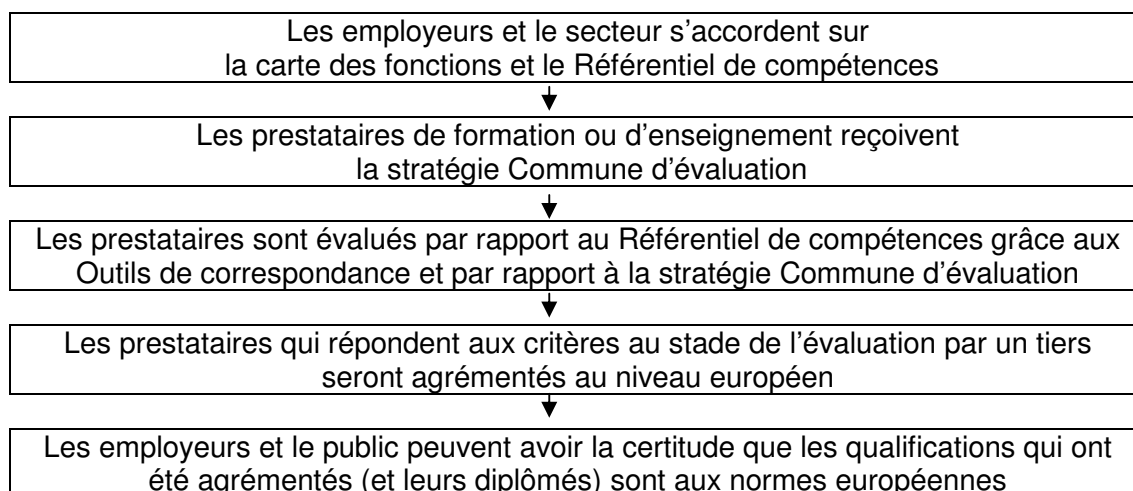 Les employeurs et le secteur s'accordent sur
la carte des fonctions et le Référentiel de compétences
Les prestataires de formation ou d'enseignement reçoivent
la stratégie Commune d'évaluation
Les prestataires sont évalués par rapport au Référentiel de compétences grâce aux
Outils de correspondance et par rapport à la stratégie Commune d'évaluation
Les prestataires qui répondent aux critères au stade de l'évaluation par un tiers
seront agrémentés au niveau européen
Les employeurs et le public peuvent avoir la certitude que les qualifications qui ont
été agrémentés (et leurs diplômés) sont aux normes européennes